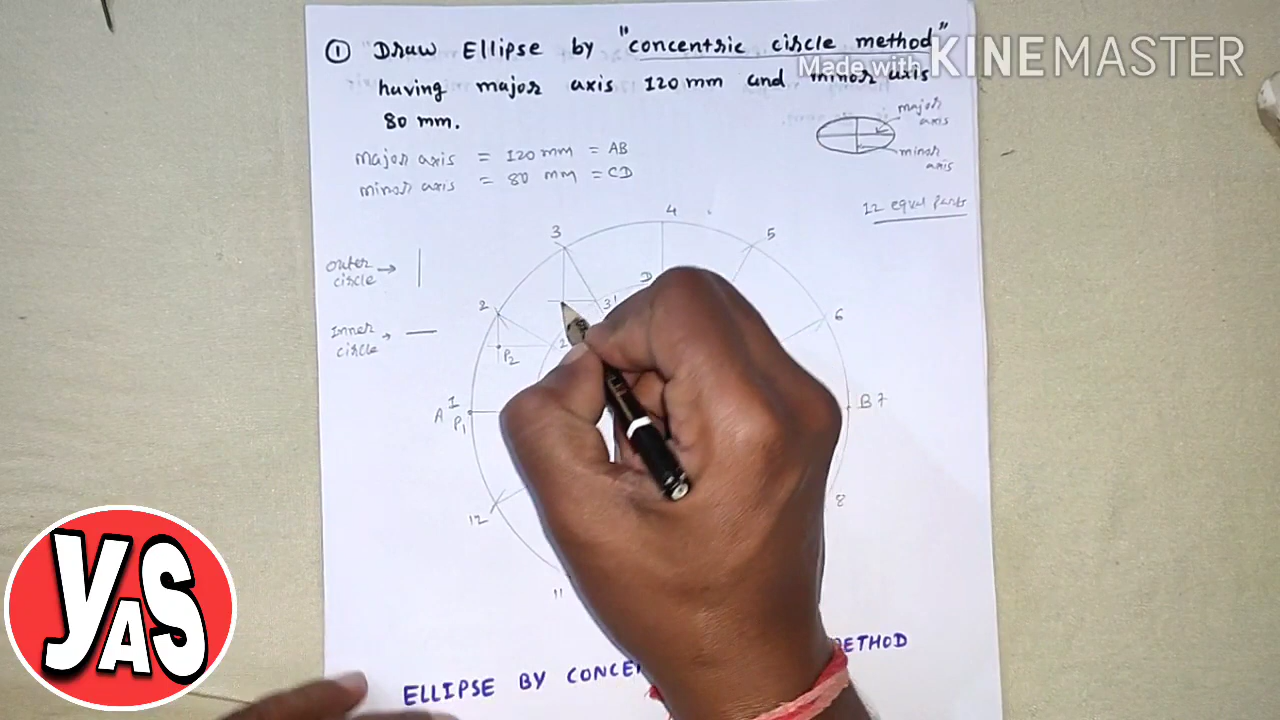 ① Draw Ellipse by "concentric circle method"
Made with KINEMASTER
having major axis 120 mm and minor axis
80 mm.
major axis
minor axis
major axis = 120 mm = AB
minor axis = 80 mm = CD
12 equal parts
4
3
5
outer circle →
D
2
3'
6
Inner circle →
2
P2
A 1
P1
B 7
12
8
11
ELLIPSE BY METHOD
YAS